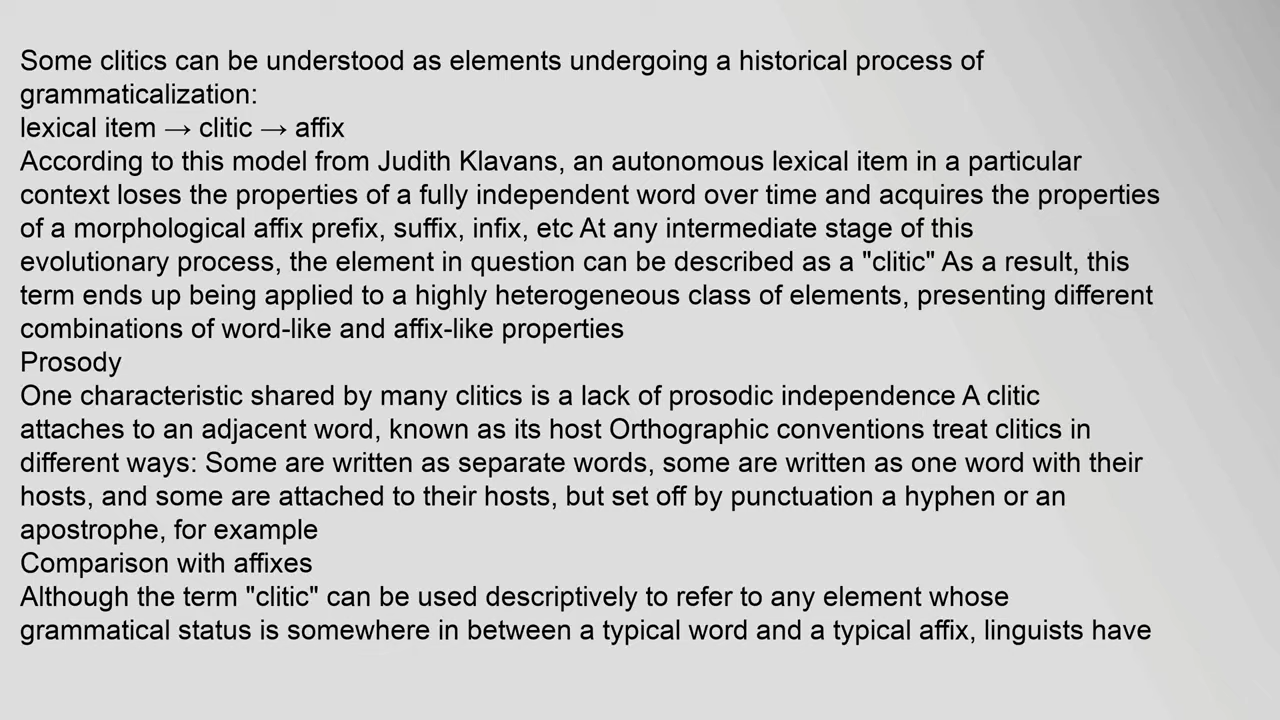 Some clitics can be understood as elements undergoing a historical process of
grammaticalization:
lexical item → clitic → affix
According to this model from Judith Klavans, an autonomous lexical item in a particular
context loses the properties of a fully independent word over time and acquires the properties
of a morphological affix prefix, suffix, infix, etc At any intermediate stage of this
evolutionary process, the element in question can be described as a "clitic" As a result, this
term ends up being applied to a highly heterogeneous class of elements, presenting different
combinations of word-like and affix-like properties
Prosody
One characteristic shared by many clitics is a lack of prosodic independence A clitic
attaches to an adjacent word, known as its host Orthographic conventions treat clitics in
different ways: Some are written as separate words, some are written as one word with their
hosts, and some are attached to their hosts, but set off by punctuation a hyphen or an
apostrophe, for example
Comparison with affixes
Although the term "clitic" can be used descriptively to refer to any element whose
grammatical status is somewhere in between a typical word and a typical affix, linguists have